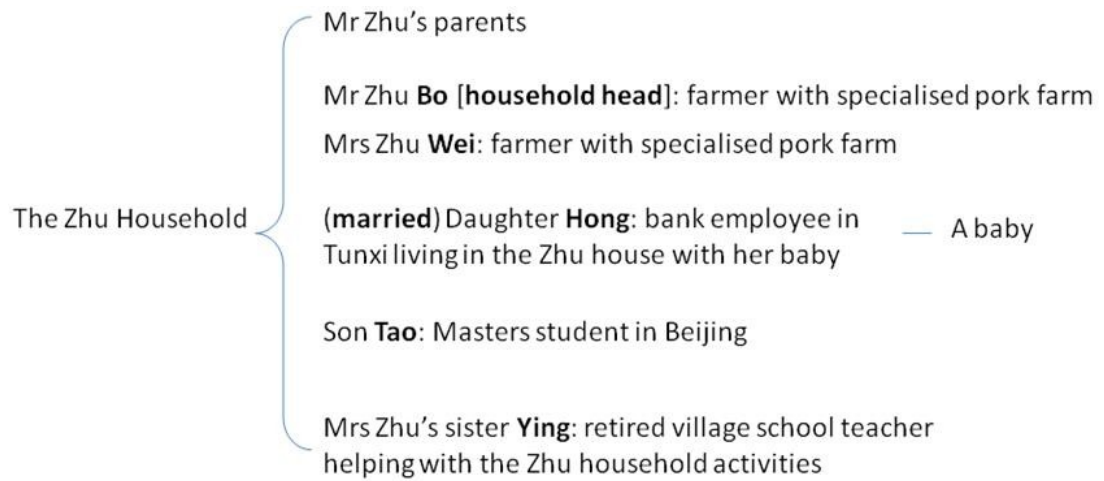 Mr Zhu's parents
Mr Zhu Bo [household head]: farmer with specialised pork farm
Mrs Zhu Wei: farmer with specialised pork farm
The Zhu Household
(married) Daughter Hong: bank employee in
Tunxi living in the Zhu house with her baby
A baby
Son Tao: Masters student in Beijing
Mrs Zhu's sister Ying: retired village school teacher
helping with the Zhu household activities